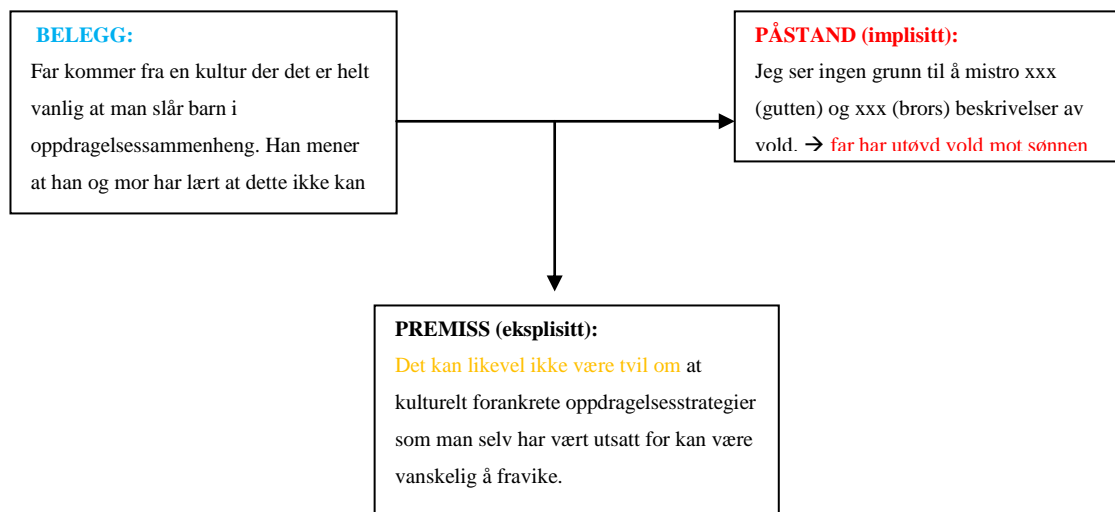 BELEGG:
Far kommer fra en kultur der det er helt
vanlig at man slår barn i
oppdragelsessammenheng. Han mener
at han og mor har lært at dette ikke kan
PÅSTAND (implisitt):
Jeg ser ingen grunn til å mistro xxx
(gutten) og xxx (brors) beskrivelser av
vold. → far har utøvd vold mot sønnen
PREMISS (eksplisitt):
Det kan likevel ikke være tvil om at
kulturelt forankrete oppdragelsesstrategier
som man selv har vært utsatt for kan være
vanskelig å fravike.